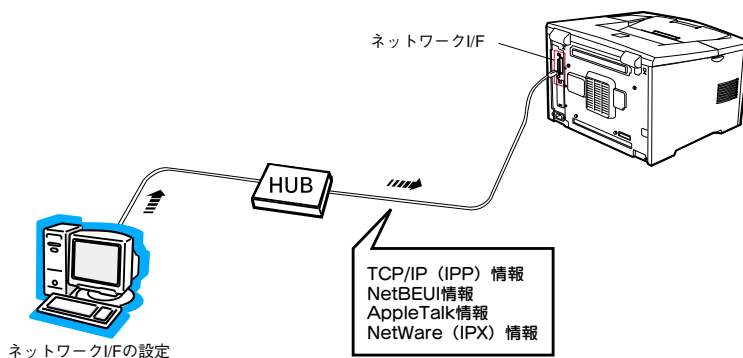 ネットワークI/F
HUB
TCP/IP（IPP）情報
NetBEUI情報
AppleTalk情報
NetWare（IPX）情報
ネットワークI/Fの設定